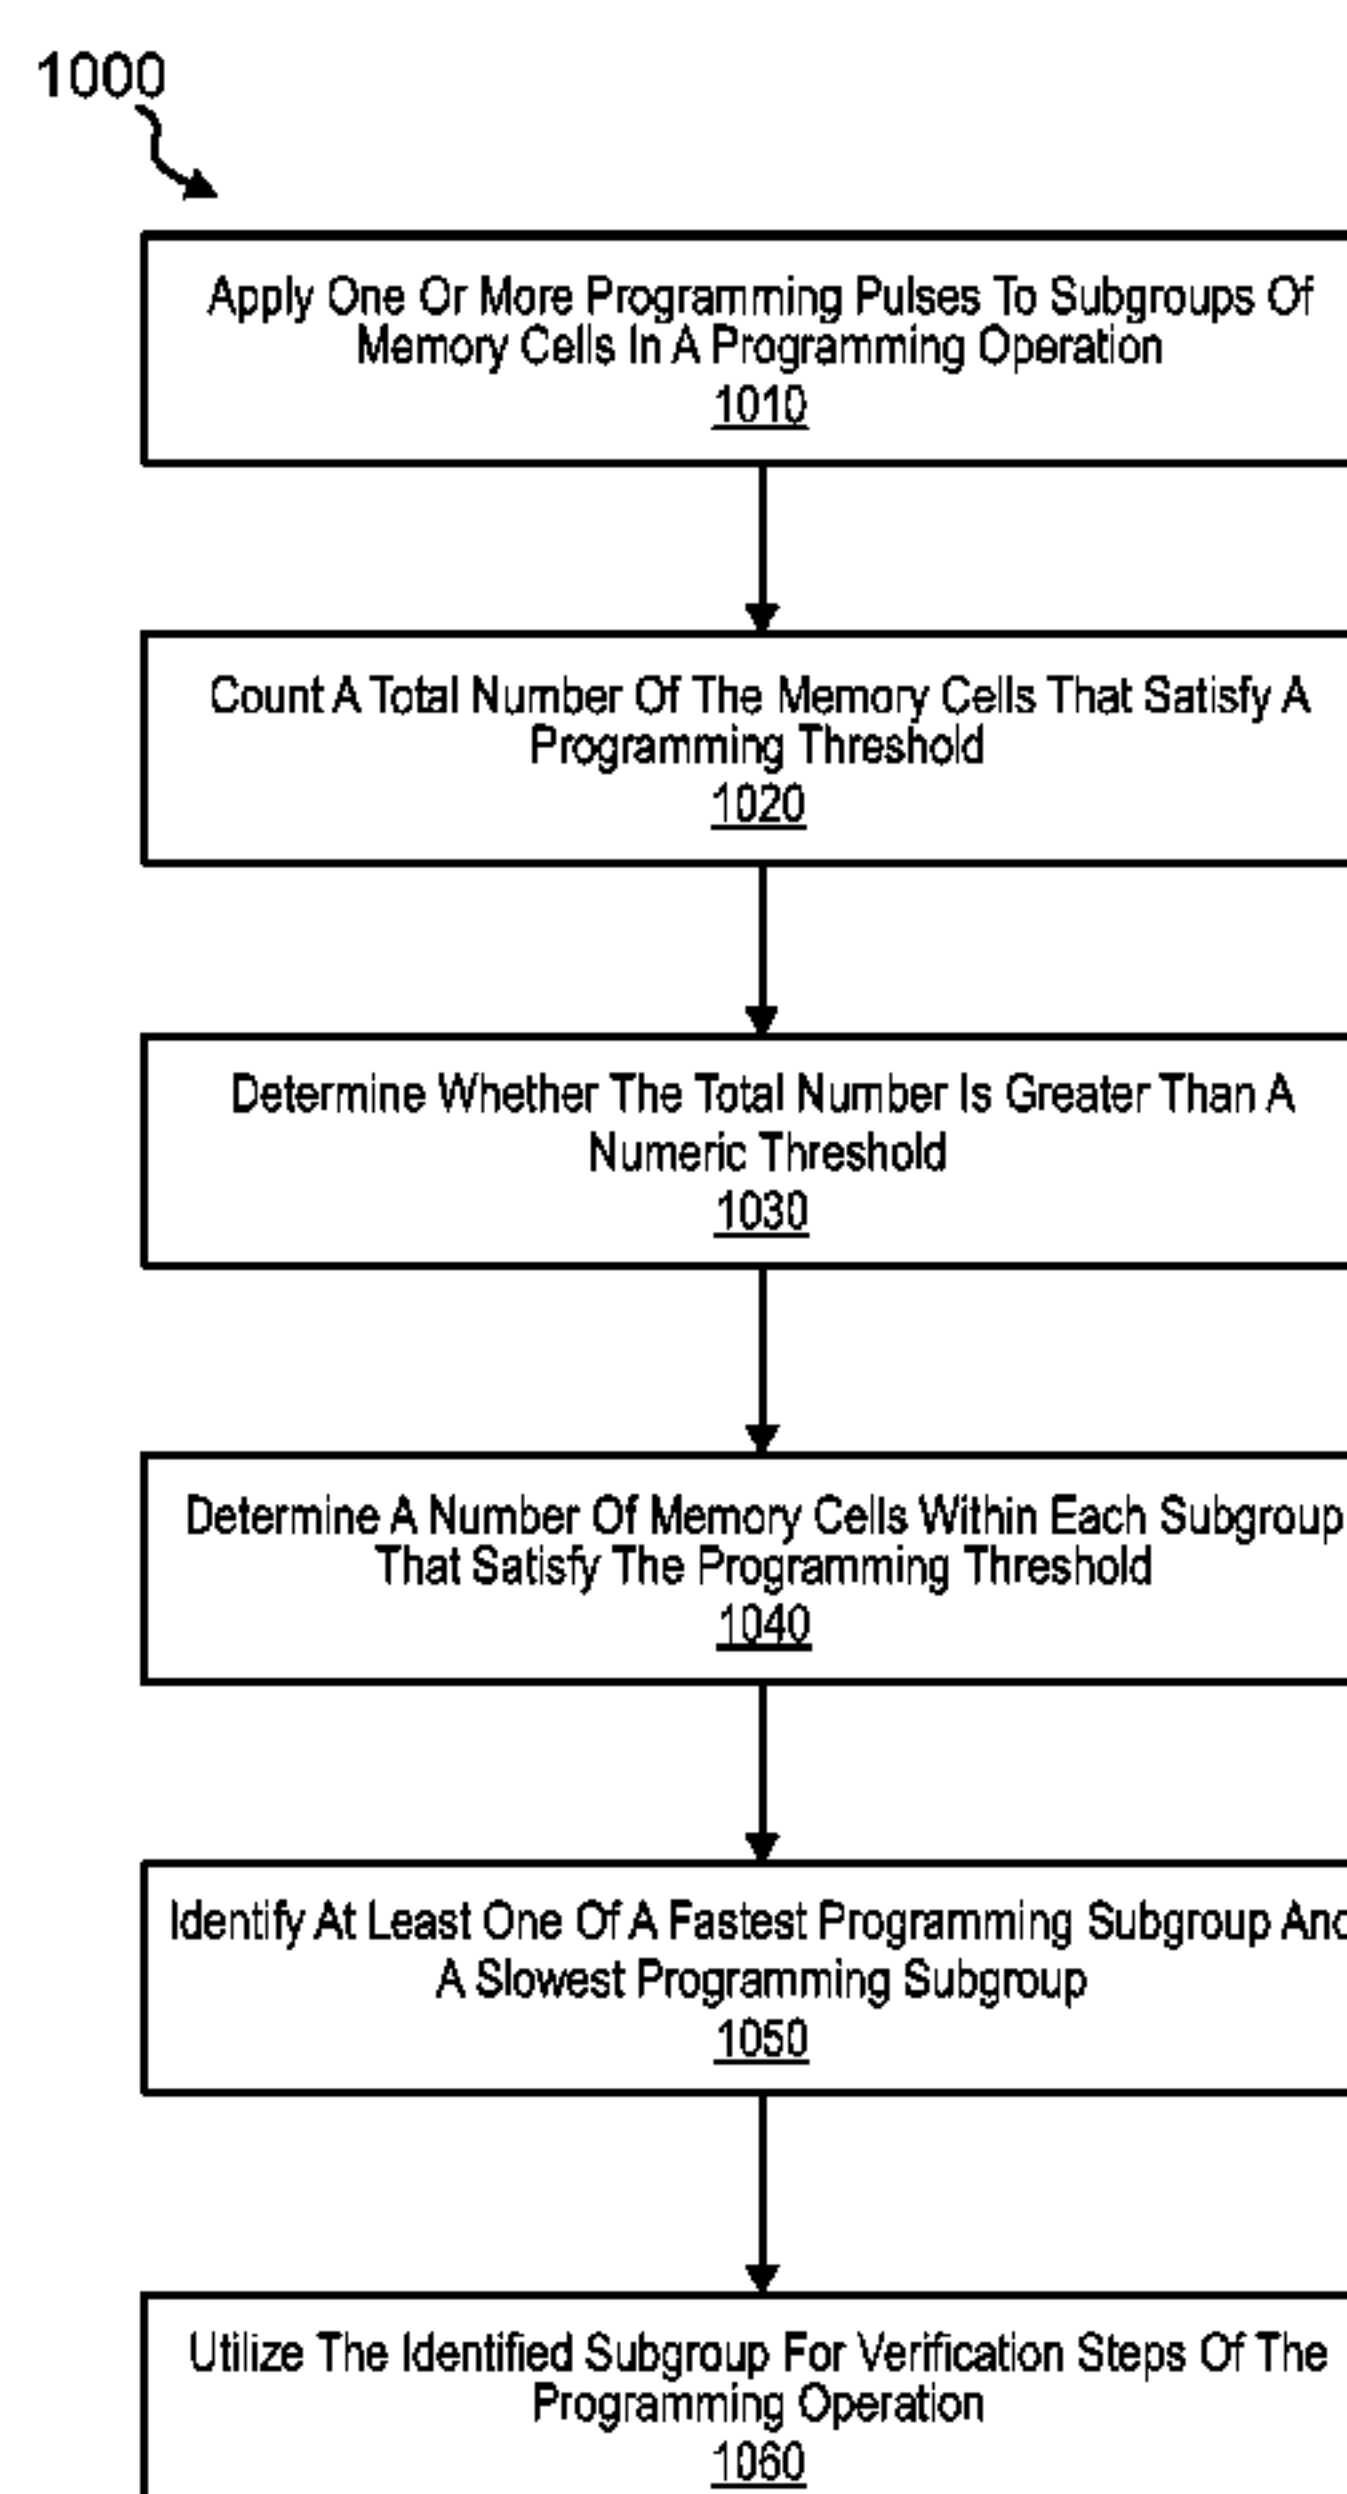 1000
Apply One Or More Programming Pulses To Subgroups Of
Memory Cells In A Programming Operation
1010
Count A Total Number Of The Memory Cells That Satisfy A
Programming Threshold
1020
Determine Whether The Total Number Is Greater Than A
Numeric Threshold
1030
Determine A Number Of Memory Cells Within Each Subgroup
That Satisfy The Programming Threshold
1040
Identify At Least One Of A Fastest Programming Subgroup And
A Slowest Programming Subgroup
1050
Utilize The Identified Subgroup For Verification Steps Of The
Programming Operation
1060